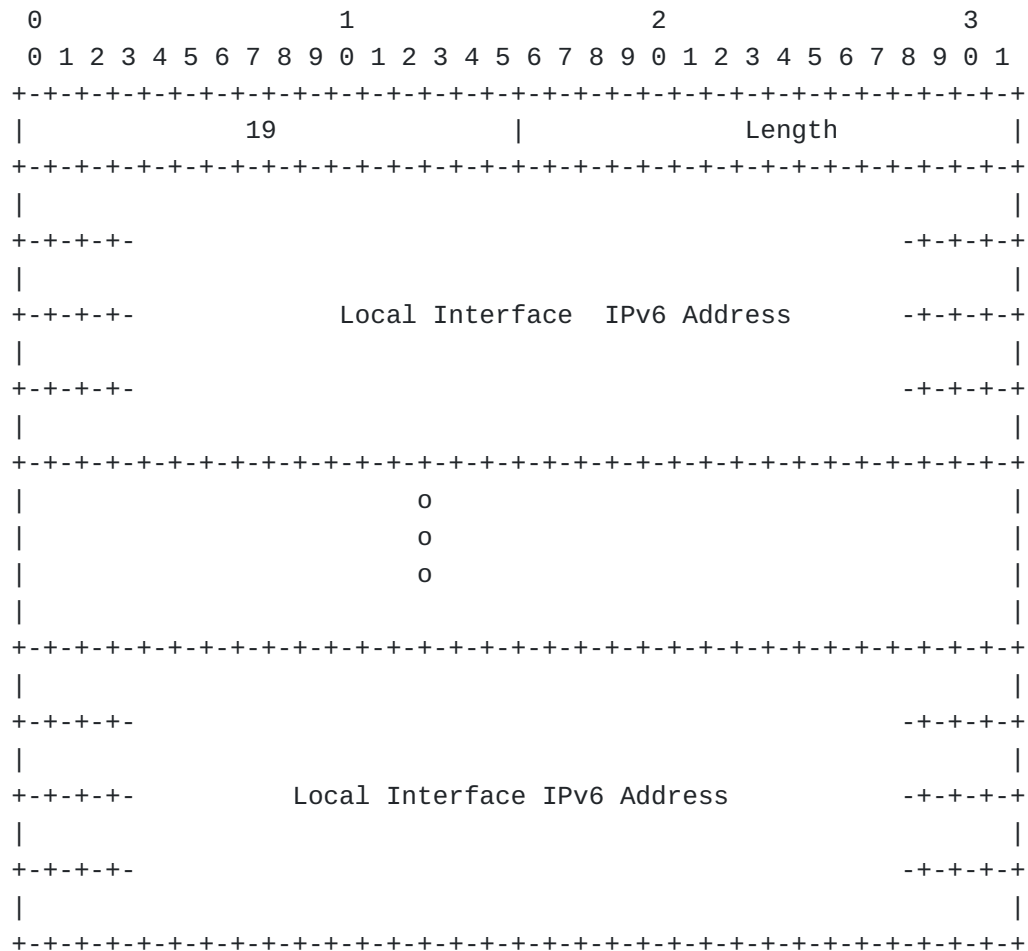 0                   1                   2                   3
 0 1 2 3 4 5 6 7 8 9 0 1 2 3 4 5 6 7 8 9 0 1 2 3 4 5 6 7 8 9 0 1
+-+-+-+-+-+-+-+-+-+-+-+-+-+-+-+-+-+-+-+-+-+-+-+-+-+-+-+-+-+-+-+-+
|              19               |              Length           |
+-+-+-+-+-+-+-+-+-+-+-+-+-+-+-+-+-+-+-+-+-+-+-+-+-+-+-+-+-+-+-+-+
|                                                               |
+-+-+-+-                                                 -+-+-+-+
|                                                               |
+-+-+-+-             Local Interface  IPv6 Address       -+-+-+-+
|                                                               |
+-+-+-+-                                                 -+-+-+-+
|                                                               |
+-+-+-+-+-+-+-+-+-+-+-+-+-+-+-+-+-+-+-+-+-+-+-+-+-+-+-+-+-+-+-+-+
|                         o                                     |
|                         o                                     |
|                         o                                     |
|                                                               |
+-+-+-+-+-+-+-+-+-+-+-+-+-+-+-+-+-+-+-+-+-+-+-+-+-+-+-+-+-+-+-+-+
|                                                               |
+-+-+-+-                                                 -+-+-+-+
|                                                               |
+-+-+-+-          Local Interface IPv6 Address           -+-+-+-+
|                                                               |
+-+-+-+-                                                 -+-+-+-+
|                                                               |
+-+-+-+-+-+-+-+-+-+-+-+-+-+-+-+-+-+-+-+-+-+-+-+-+-+-+-+-+-+-+-+-+